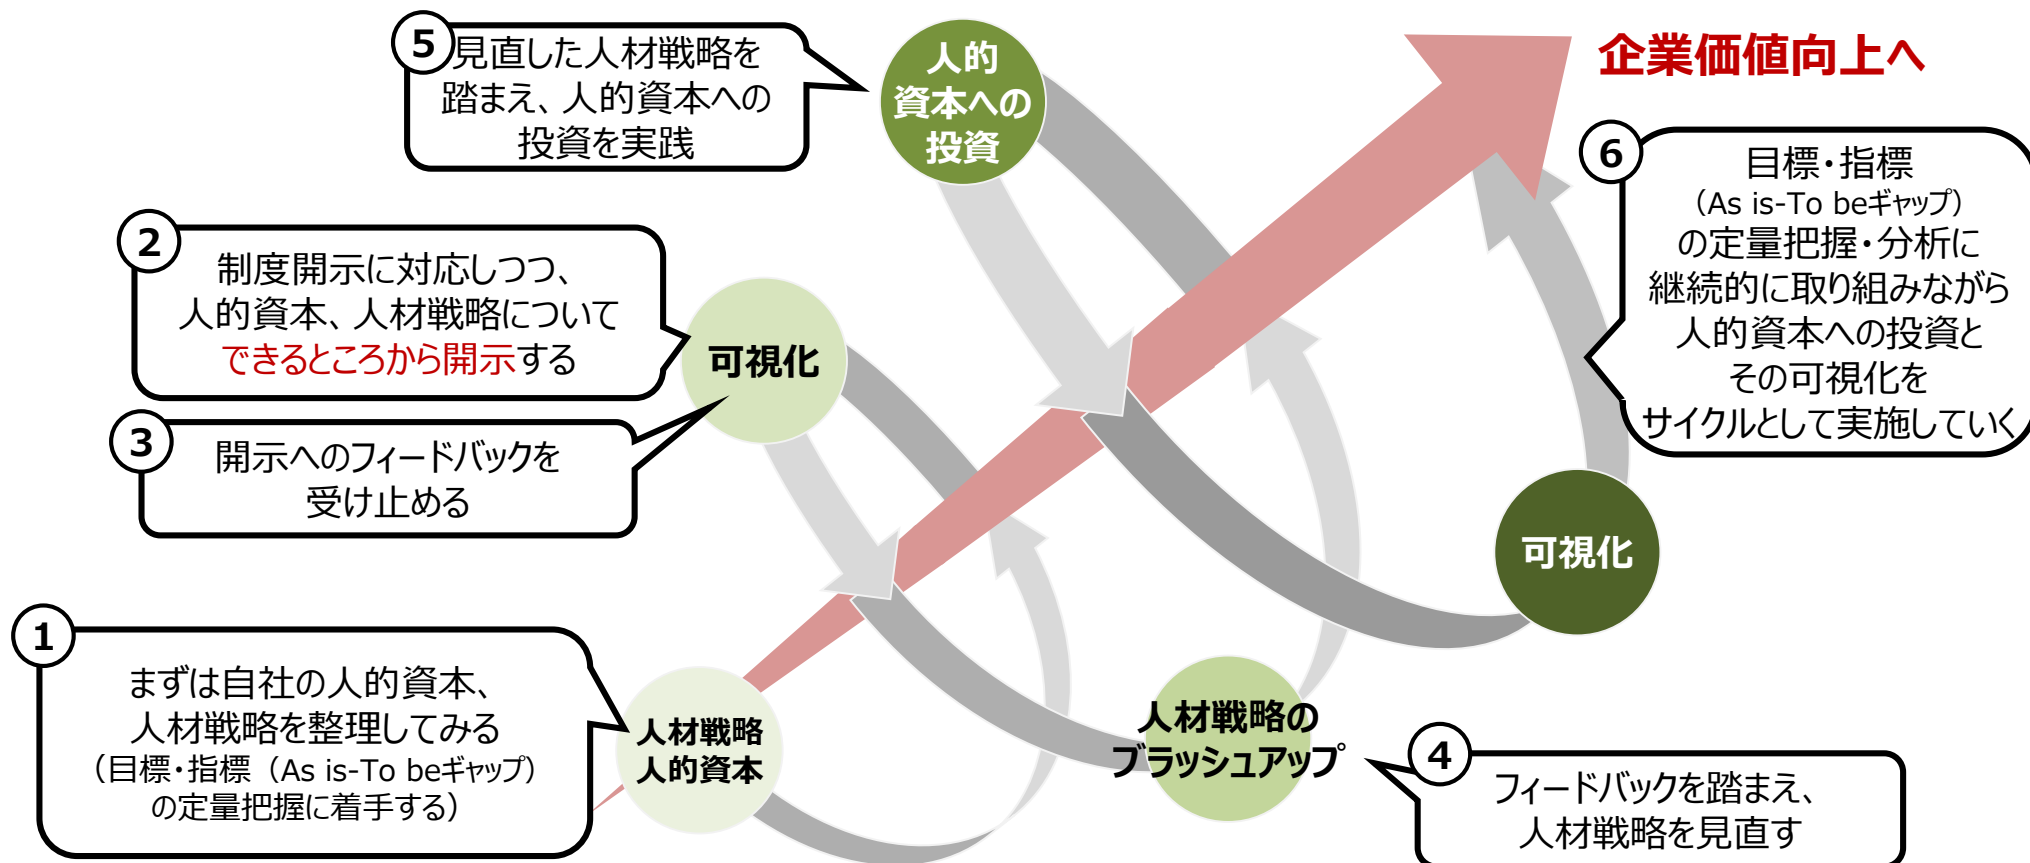 5
見直した人材戦略を
踏まえ、人的資本への
投資を実践
人的
資本への
投資
企業価値向上へ
6
目標・指標
（As is-To beギャップ）
の定量把握・分析に
継続的に取り組みながら
人的資本への投資と
その可視化を
サイクルとして実施していく
2
制度開示に対応しつつ、
人的資本、人材戦略について
できるところから開示する
可視化
3
開示へのフィードバックを
受け止める
可視化
1
まずは自社の人的資本、
人材戦略を整理してみる
（目標・指標（As is-To beギャップ）
の定量把握に着手する）
人材戦略
人的資本
人材戦略の
ブラッシュアップ
4
フィードバックを踏まえ、
人材戦略を見直す